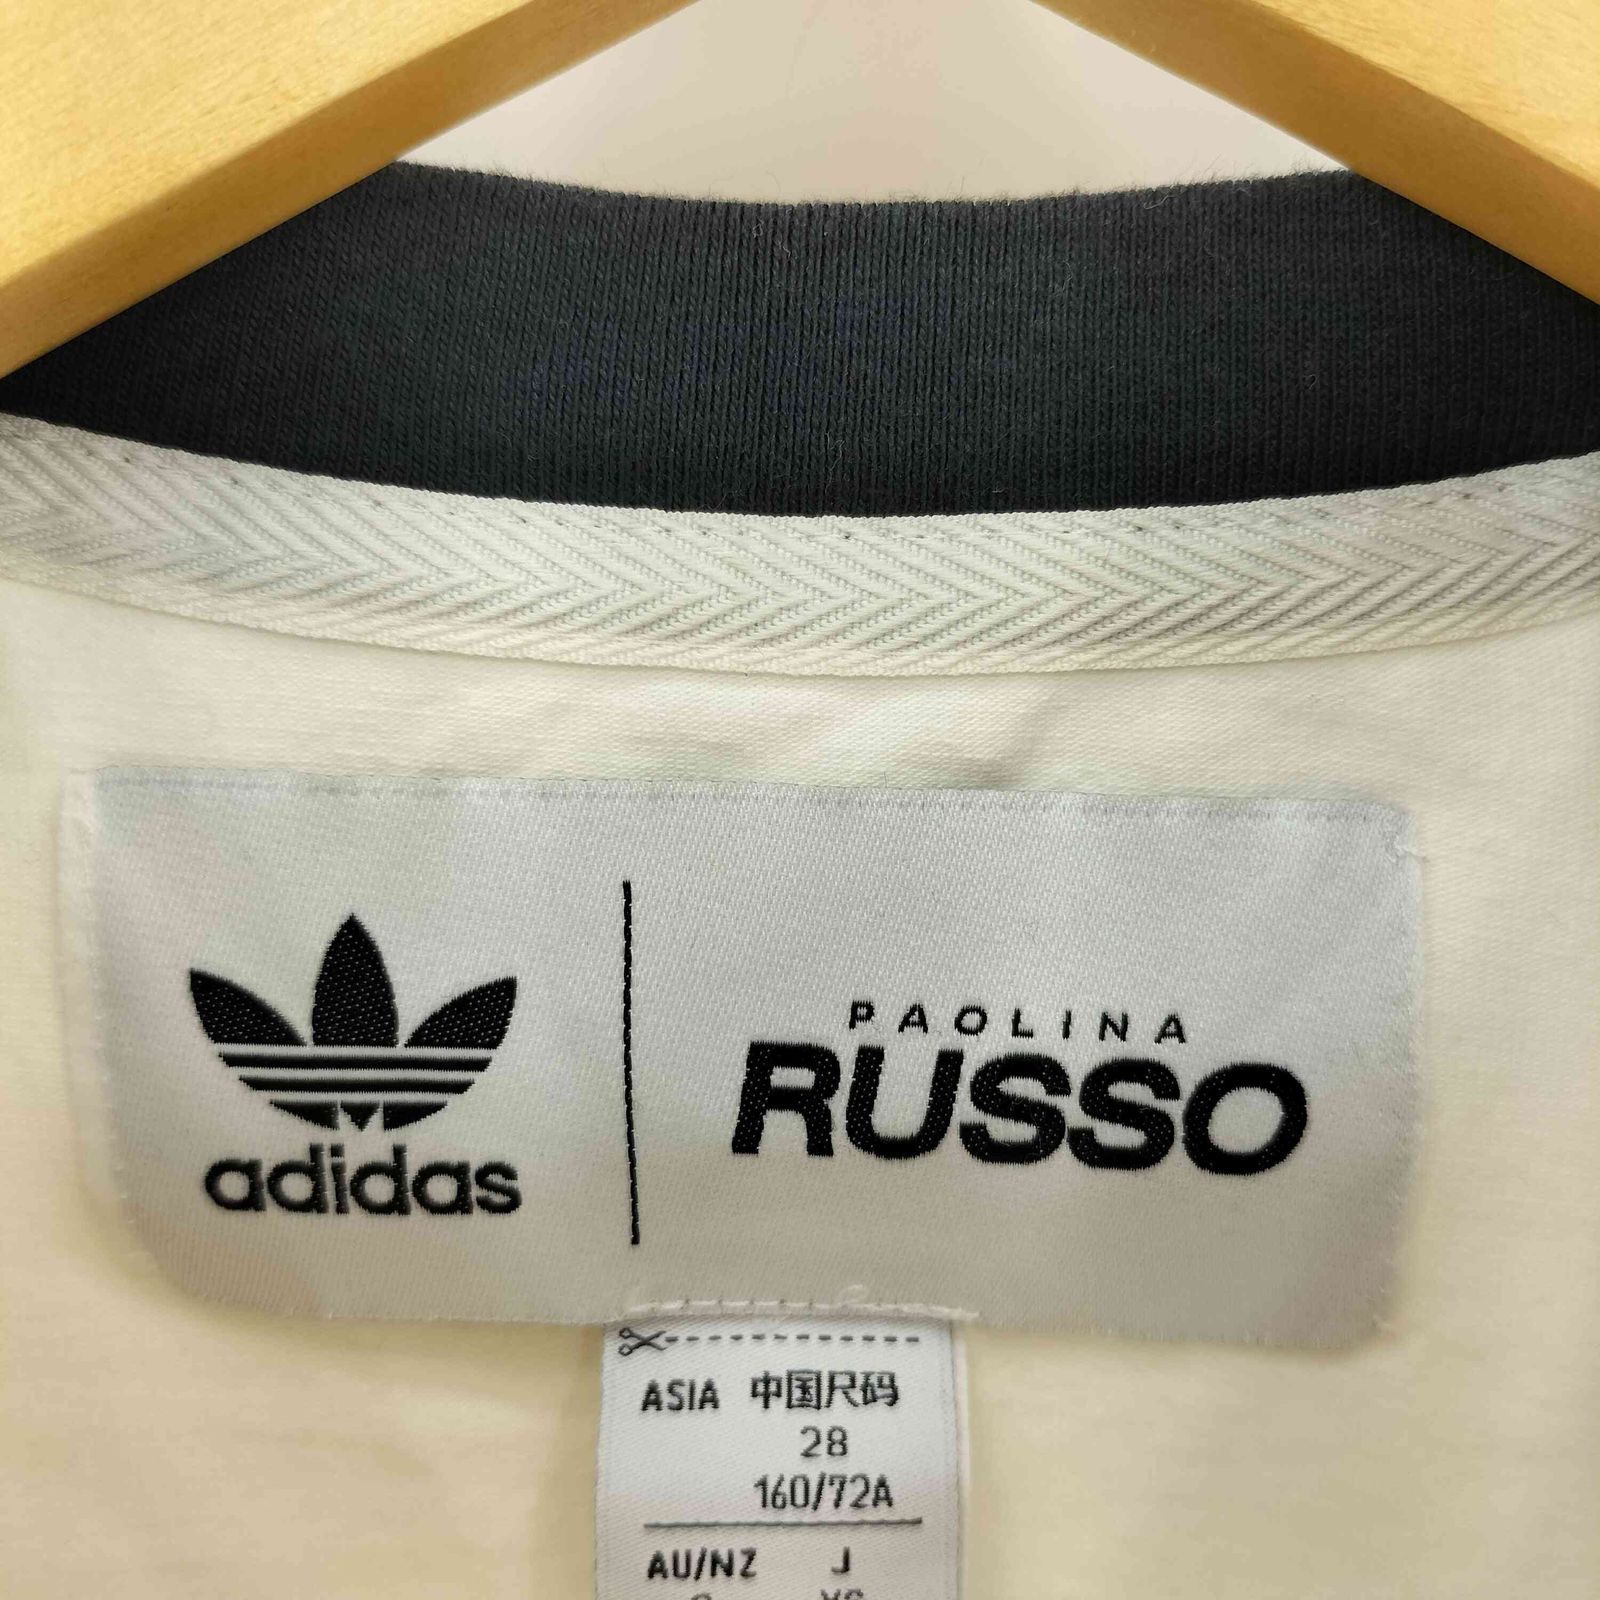 adidas
PAOLINA
RUSSO
ASIA 中国尺码
28
160/72A
AU/NZ J